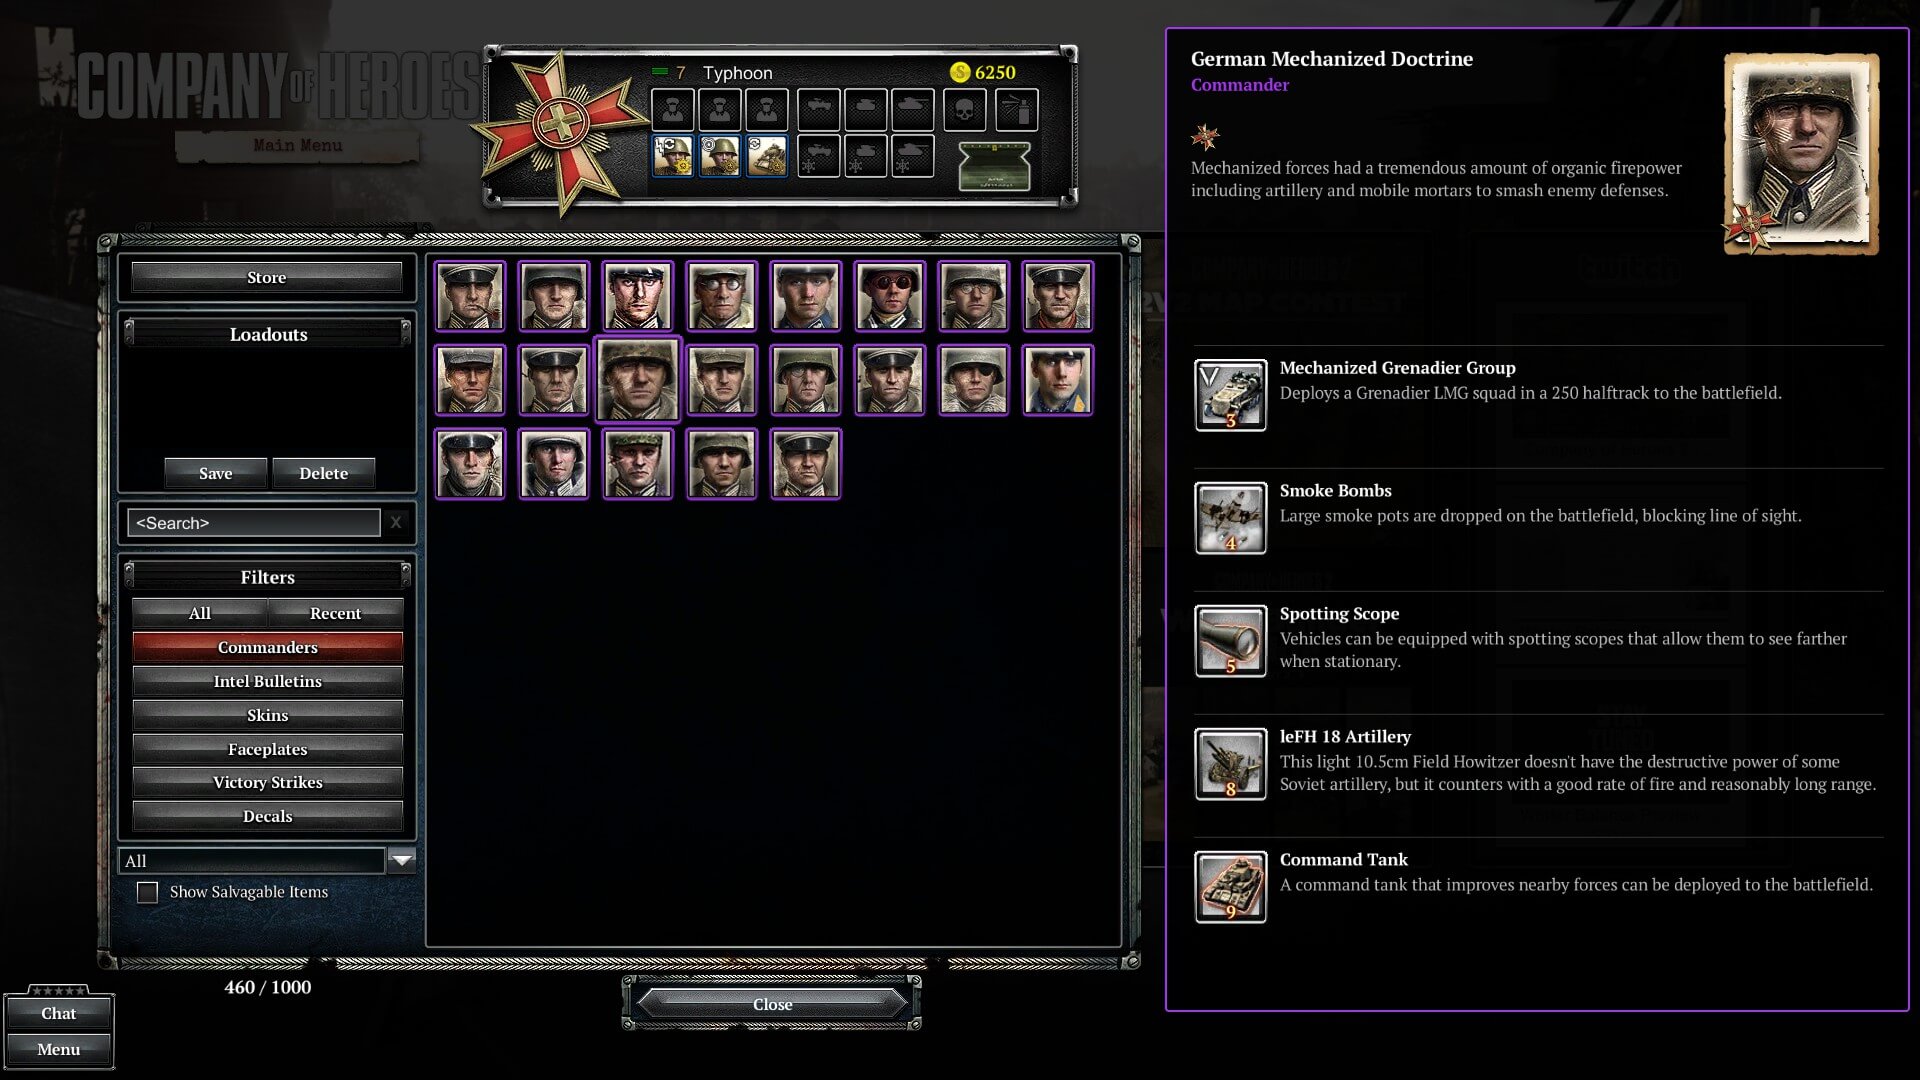 COMPANY OF HEROES
Main Menu
7 Typhoon
6250
Store
Loadouts
Save
Delete
<Search>
X
Filters
All
Recent
Commanders
Intel Bulletins
Skins
Faceplates
Victory Strikes
Decals
All
Show Salvagable Items
460 / 1000
Close
Chat
Menu
German Mechanized Doctrine
Commander
Mechanized forces had a tremendous amount of organic firepower
including artillery and mobile mortars to smash enemy defenses.
Mechanized Grenadier Group
Deploys a Grenadier LMG squad in a 250 halftrack to the battlefield.
3
Smoke Bombs
Large smoke pots are dropped on the battlefield, blocking line of sight.
4
Spotting Scope
Vehicles can be equipped with spotting scopes that allow them to see farther
when stationary.
5
leFH 18 Artillery
This light 10.5cm Field Howitzer doesn't have the destructive power of some
Soviet artillery, but it counters with a good rate of fire and reasonably long range.
8
Command Tank
A command tank that improves nearby forces can be deployed to the battlefield.
9